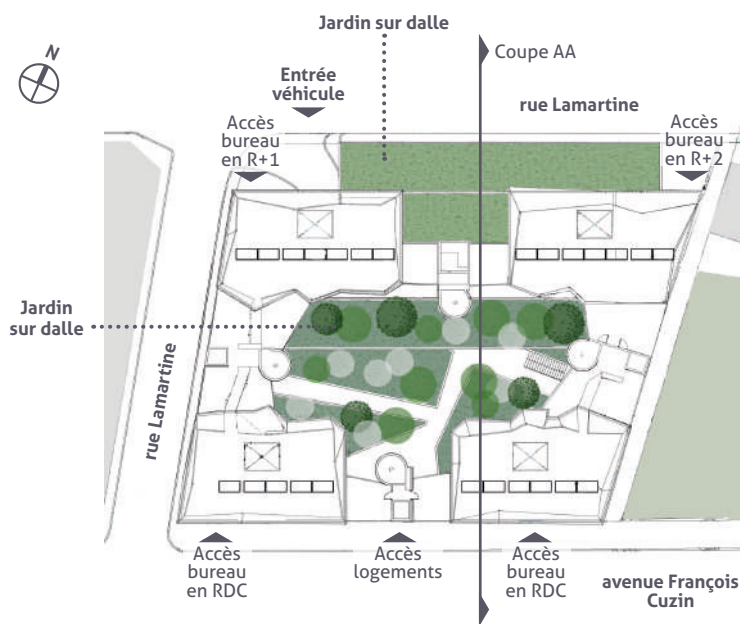 Jardin sur dalle
N
Coupe AA
Entrée
véhicule
rue Lamartine
Accès
bureau
en R+1
Accès
bureau
en R+2
Jardin
sur dalle
rue Lamartine
Accès
bureau
en RDC
Accès
logements
Accès
bureau
en RDC
avenue François
Cuzin